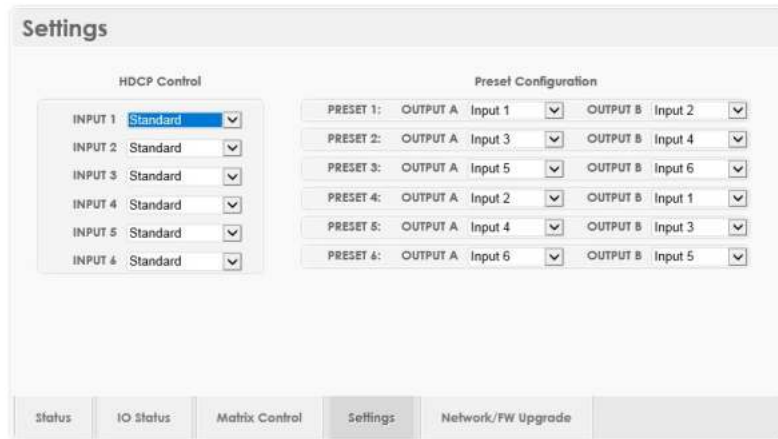 Settings
HDCP Control
INPUT 1 Standard
INPUT 2 Standard
INPUT 3 Standard
INPUT 4 Standard
INPUT 5 Standard
INPUT 6 Standard
Preset Configuration
PRESET 1: OUTPUT A Input 1 OUTPUT B Input 2
PRESET 2: OUTPUT A Input 3 OUTPUT B Input 4
PRESET 3: OUTPUT A Input 5 OUTPUT B Input 6
PRESET 4: OUTPUT A Input 2 OUTPUT B Input 1
PRESET 5: OUTPUT A Input 4 OUTPUT B Input 3
PRESET 6: OUTPUT A Input 6 OUTPUT B Input 5
Status IO Status Matrix Control Settings Network/FW Upgrade